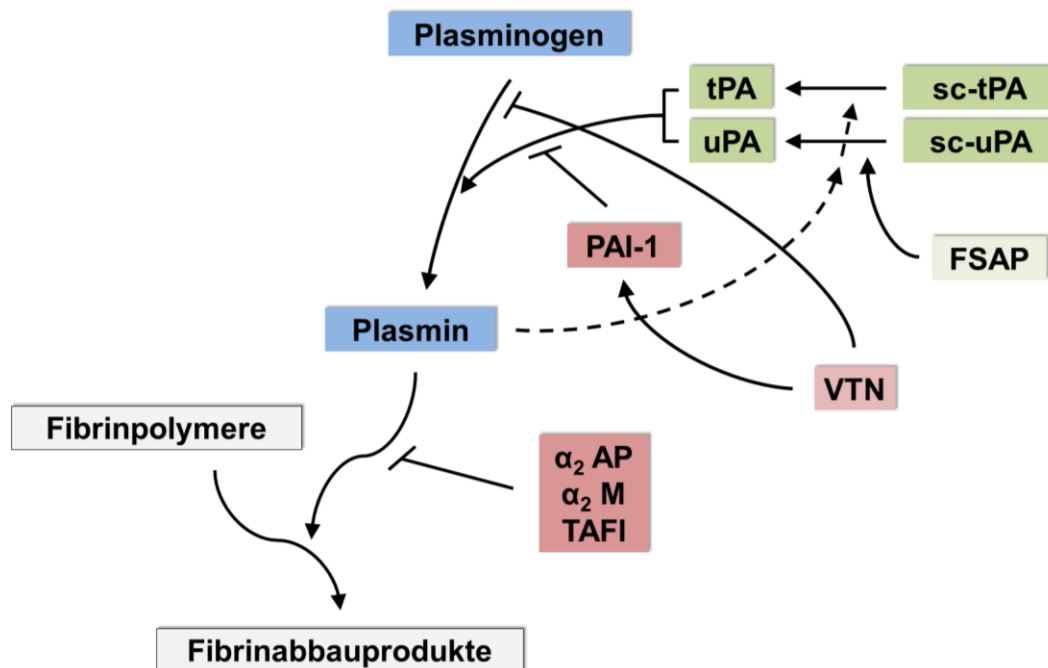 Plasminogen
tPA
sc-tPA
uPA
sc-uPA
PAI-1
FSAP
Plasmin
VTN
Fibrinpolymere
α₂ AP
α₂ M
TAFI
Fibrinabbauprodukte